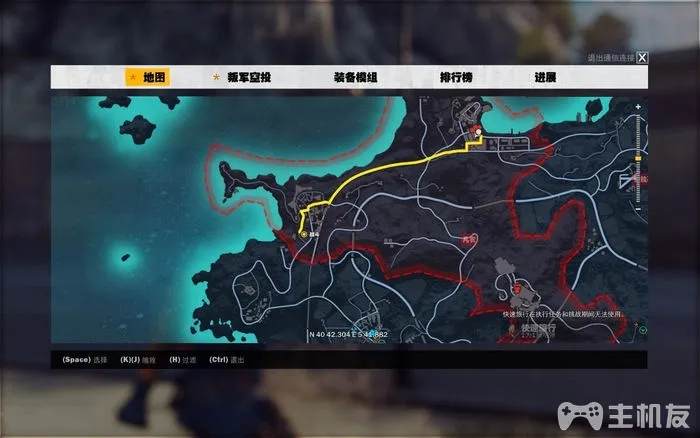 退出通信连接 X
地图 叛军空投 装备模组 排行榜 进展
快速旅行在执行任务和挑战期间无法使用。
快速旅行
N 40 42.304 E 5 41.882
(Space) 选择 (K)(J) 缩放 (H) 过滤 (Ctrl) 退出
主机友